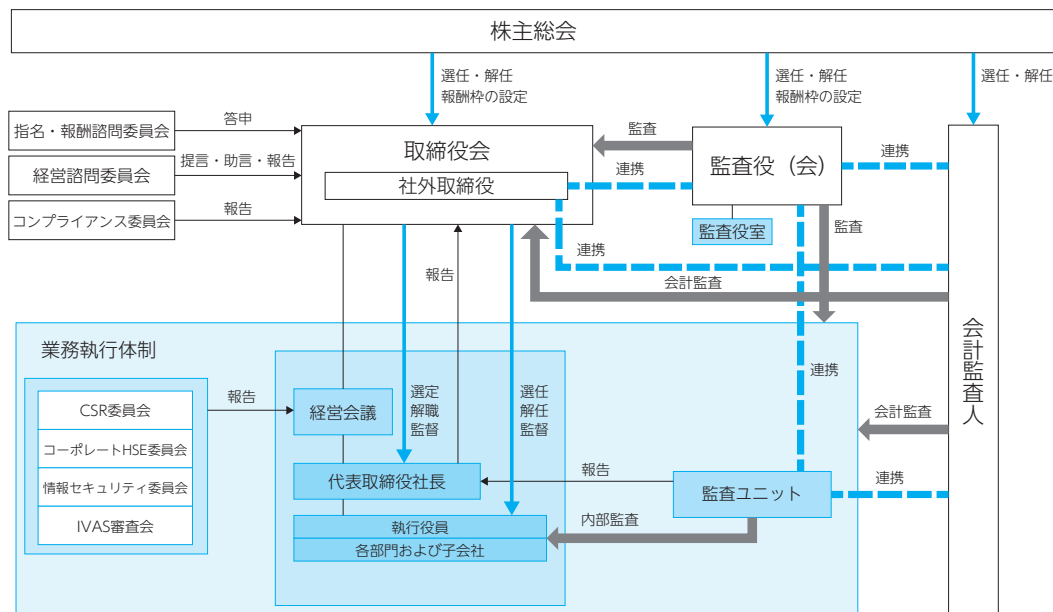 株主総会
選任・解任
報酬枠の設定
選任・解任
報酬枠の設定
選任・解任
指名・報酬諮問委員会
答申
経営諮問委員会
提言・助言・報告
コンプライアンス委員会
報告
取締役会
社外取締役
監査
連携
監査役（会）
監査役室
連携
監査
連携
会計監査
報告
会計監査人
業務執行体制
CSR委員会
コーポレートHSE委員会
情報セキュリティ委員会
IVAS審査会
報告
経営会議
選定
解職
監督
選任
解任
監督
代表取締役社長
執行役員
各部門および子会社
報告
内部監査
監査ユニット
連携
会計監査
連携